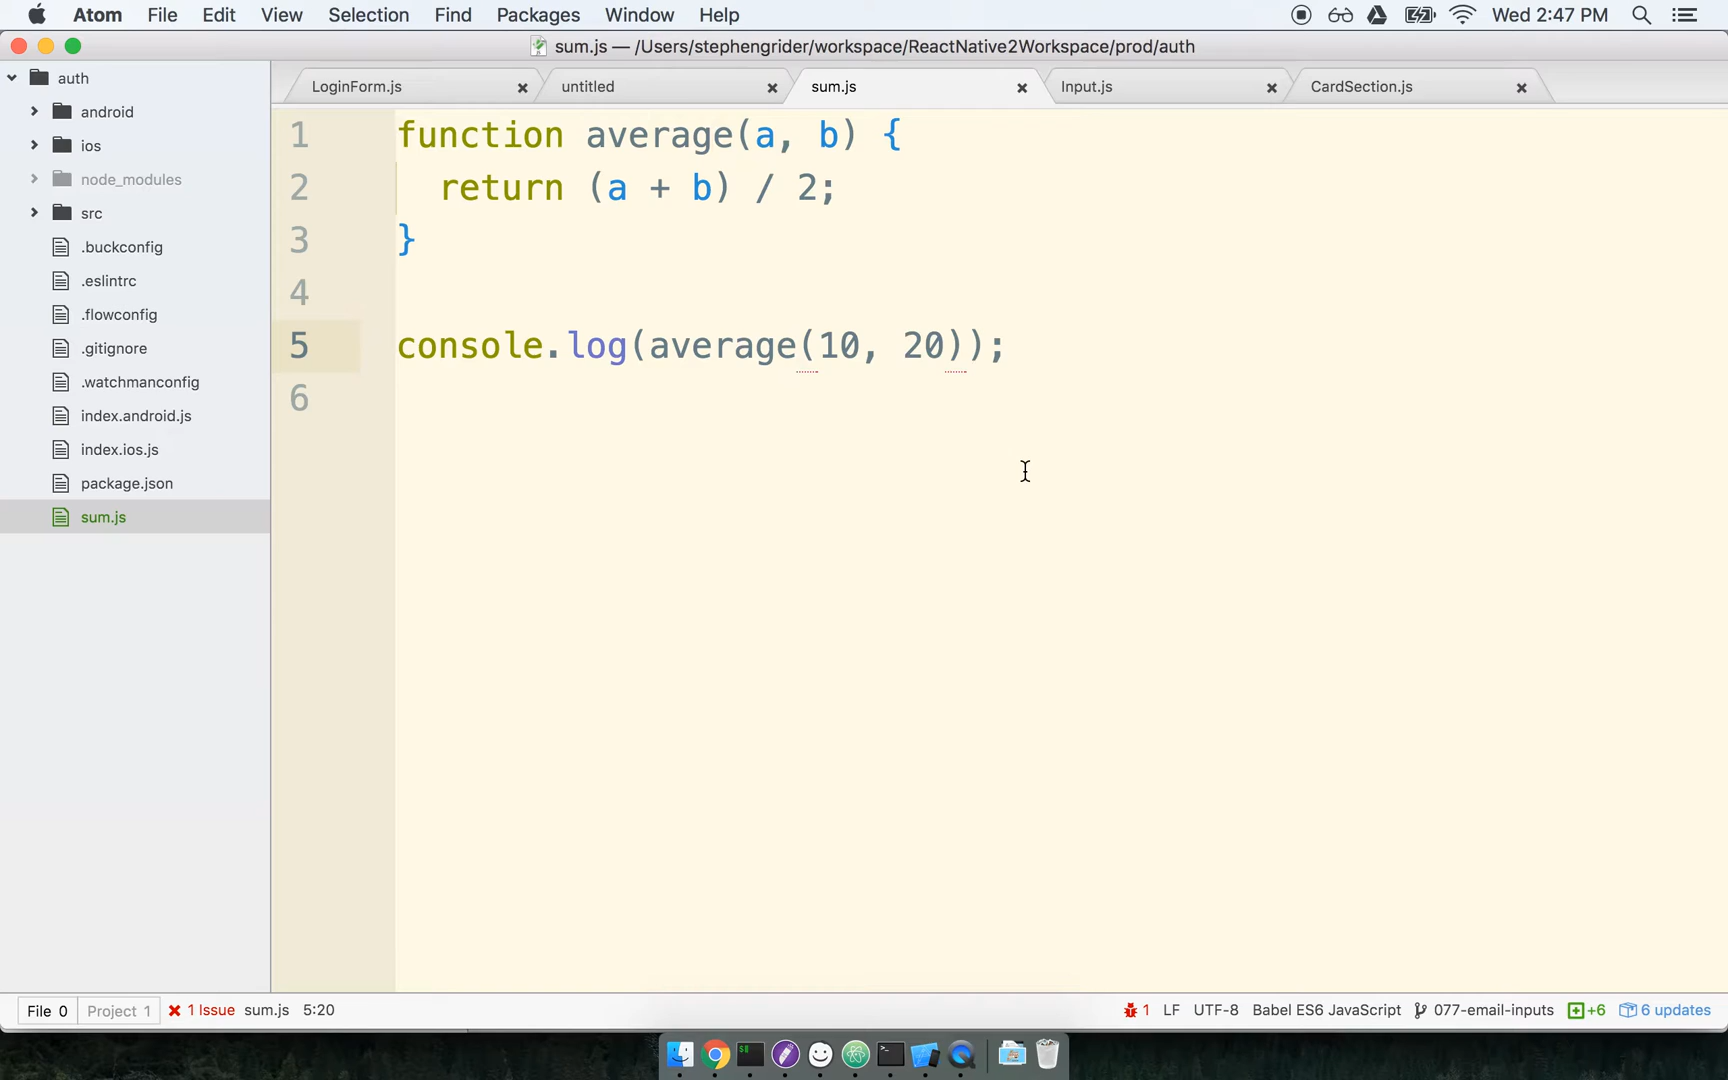 Atom File Edit View Selection Find Packages Window Help Wed 2:47 PM
sum.js — /Users/stephengrider/workspace/ReactNative2Workspace/prod/auth
auth
android
ios
node_modules
src
.buckconfig
.eslintrc
.flowconfig
.gitignore
.watchmanconfig
index.android.js
index.ios.js
package.json
sum.js
LoginForm.js untitled sum.js Input.js CardSection.js
1 function average(a, b) {
2 return (a + b) / 2;
3 }
4
5 console.log(average(10, 20));
6
File 0 Project 1 1 Issue sum.js 5:20 1 LF UTF-8 Babel ES6 JavaScript 077-email-inputs +6 6 updates